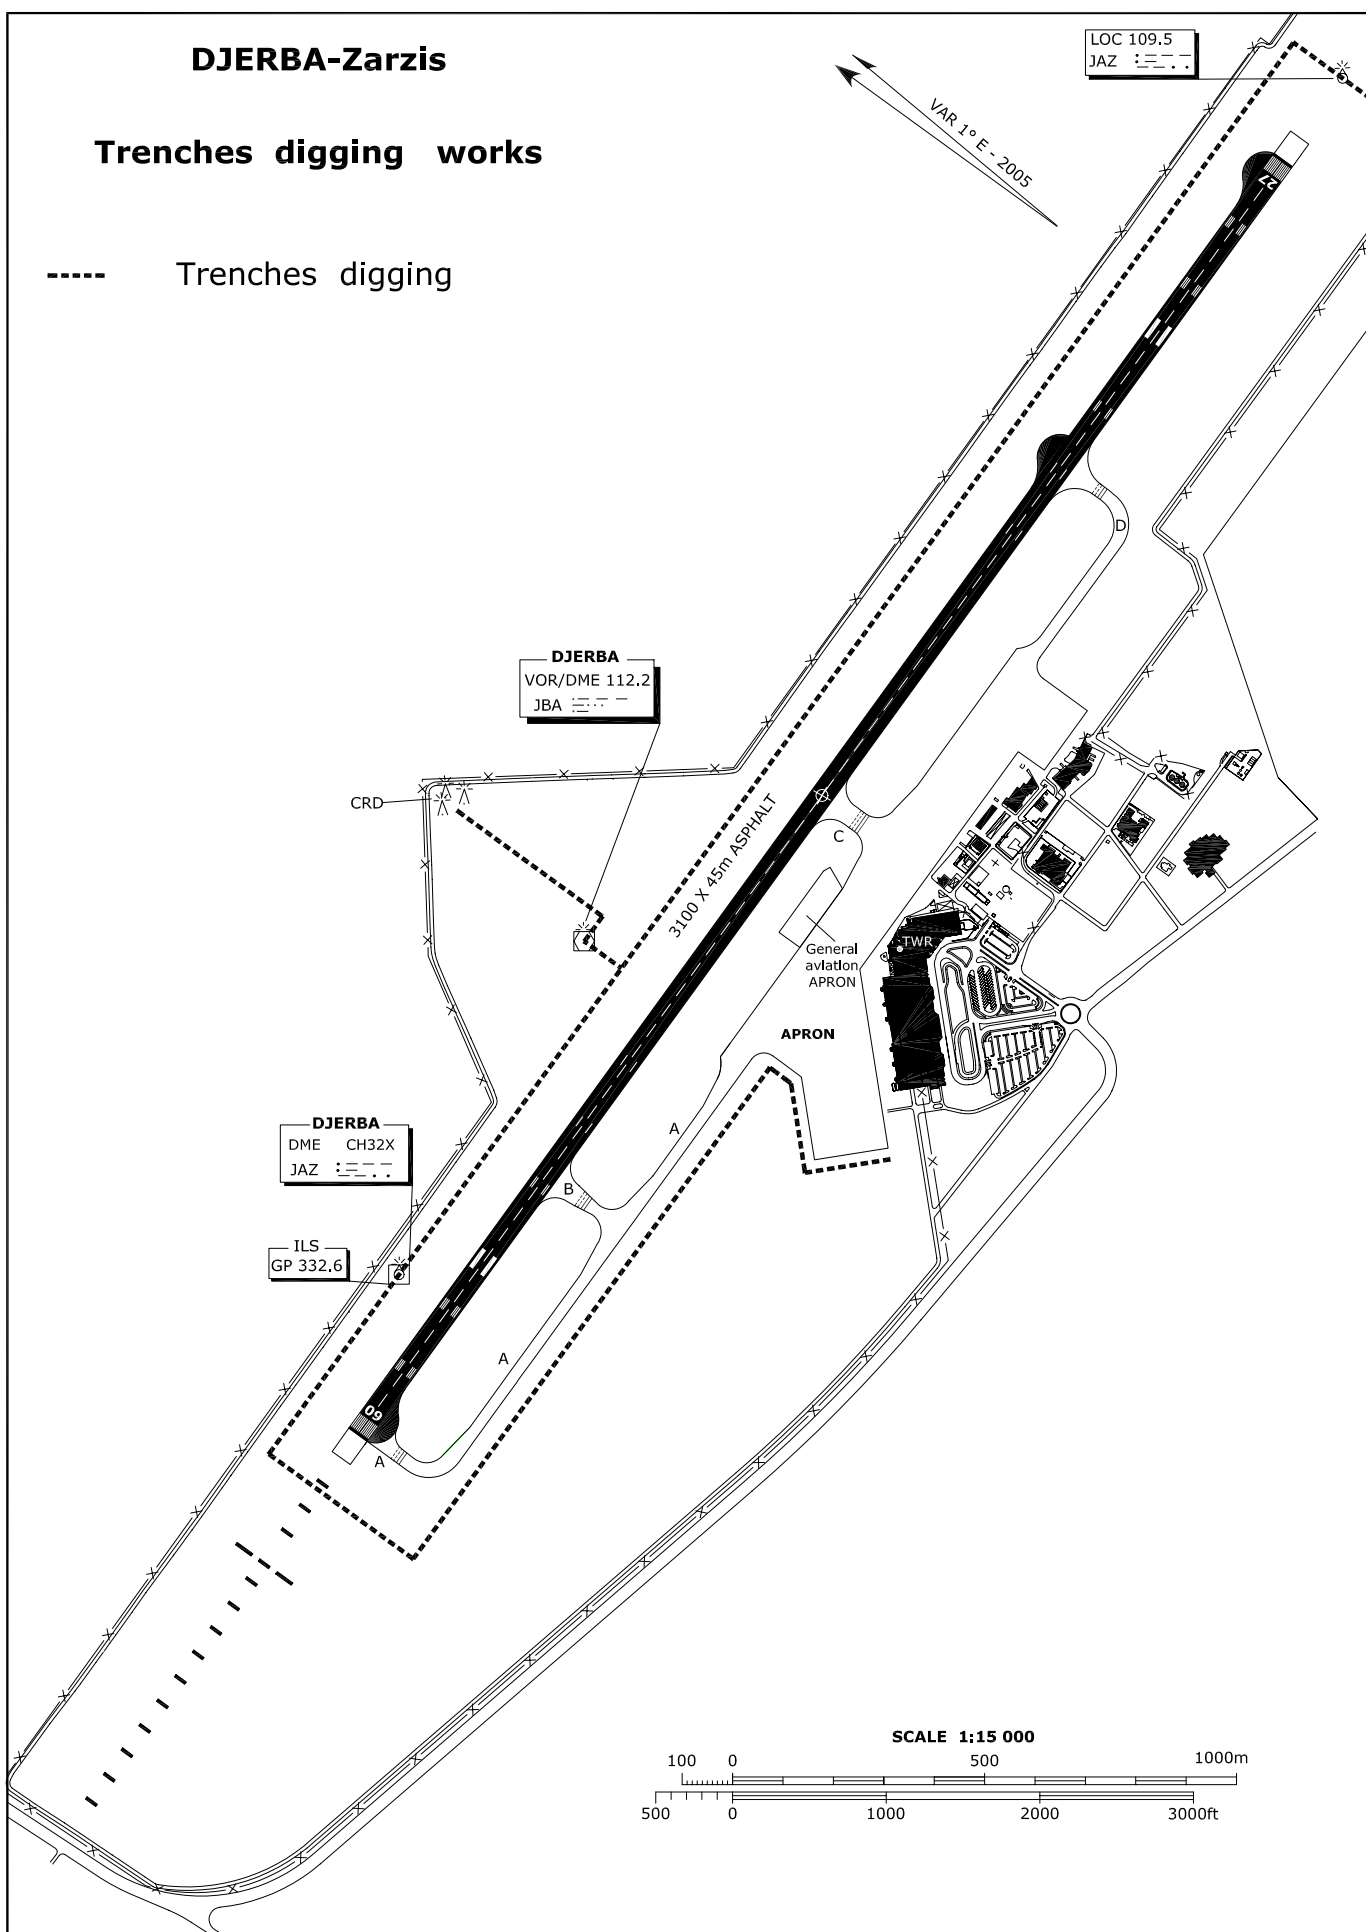 DJERBA-Zarzis
Trenches digging works
Trenches digging
LOC 109.5
JAZ
VAR 1° E - 2005
27
D
DJERBA
VOR/DME 112.2
JBA
CRD
3100 X 45m ASPHALT
C
General
aviation
APRON
TWR
APRON
A
DJERBA
DME CH32X
JAZ
B
ILS
GP 332.6
A
09
A
SCALE 1:15 000
100 0 500 1000m
500 0 1000 2000 3000ft